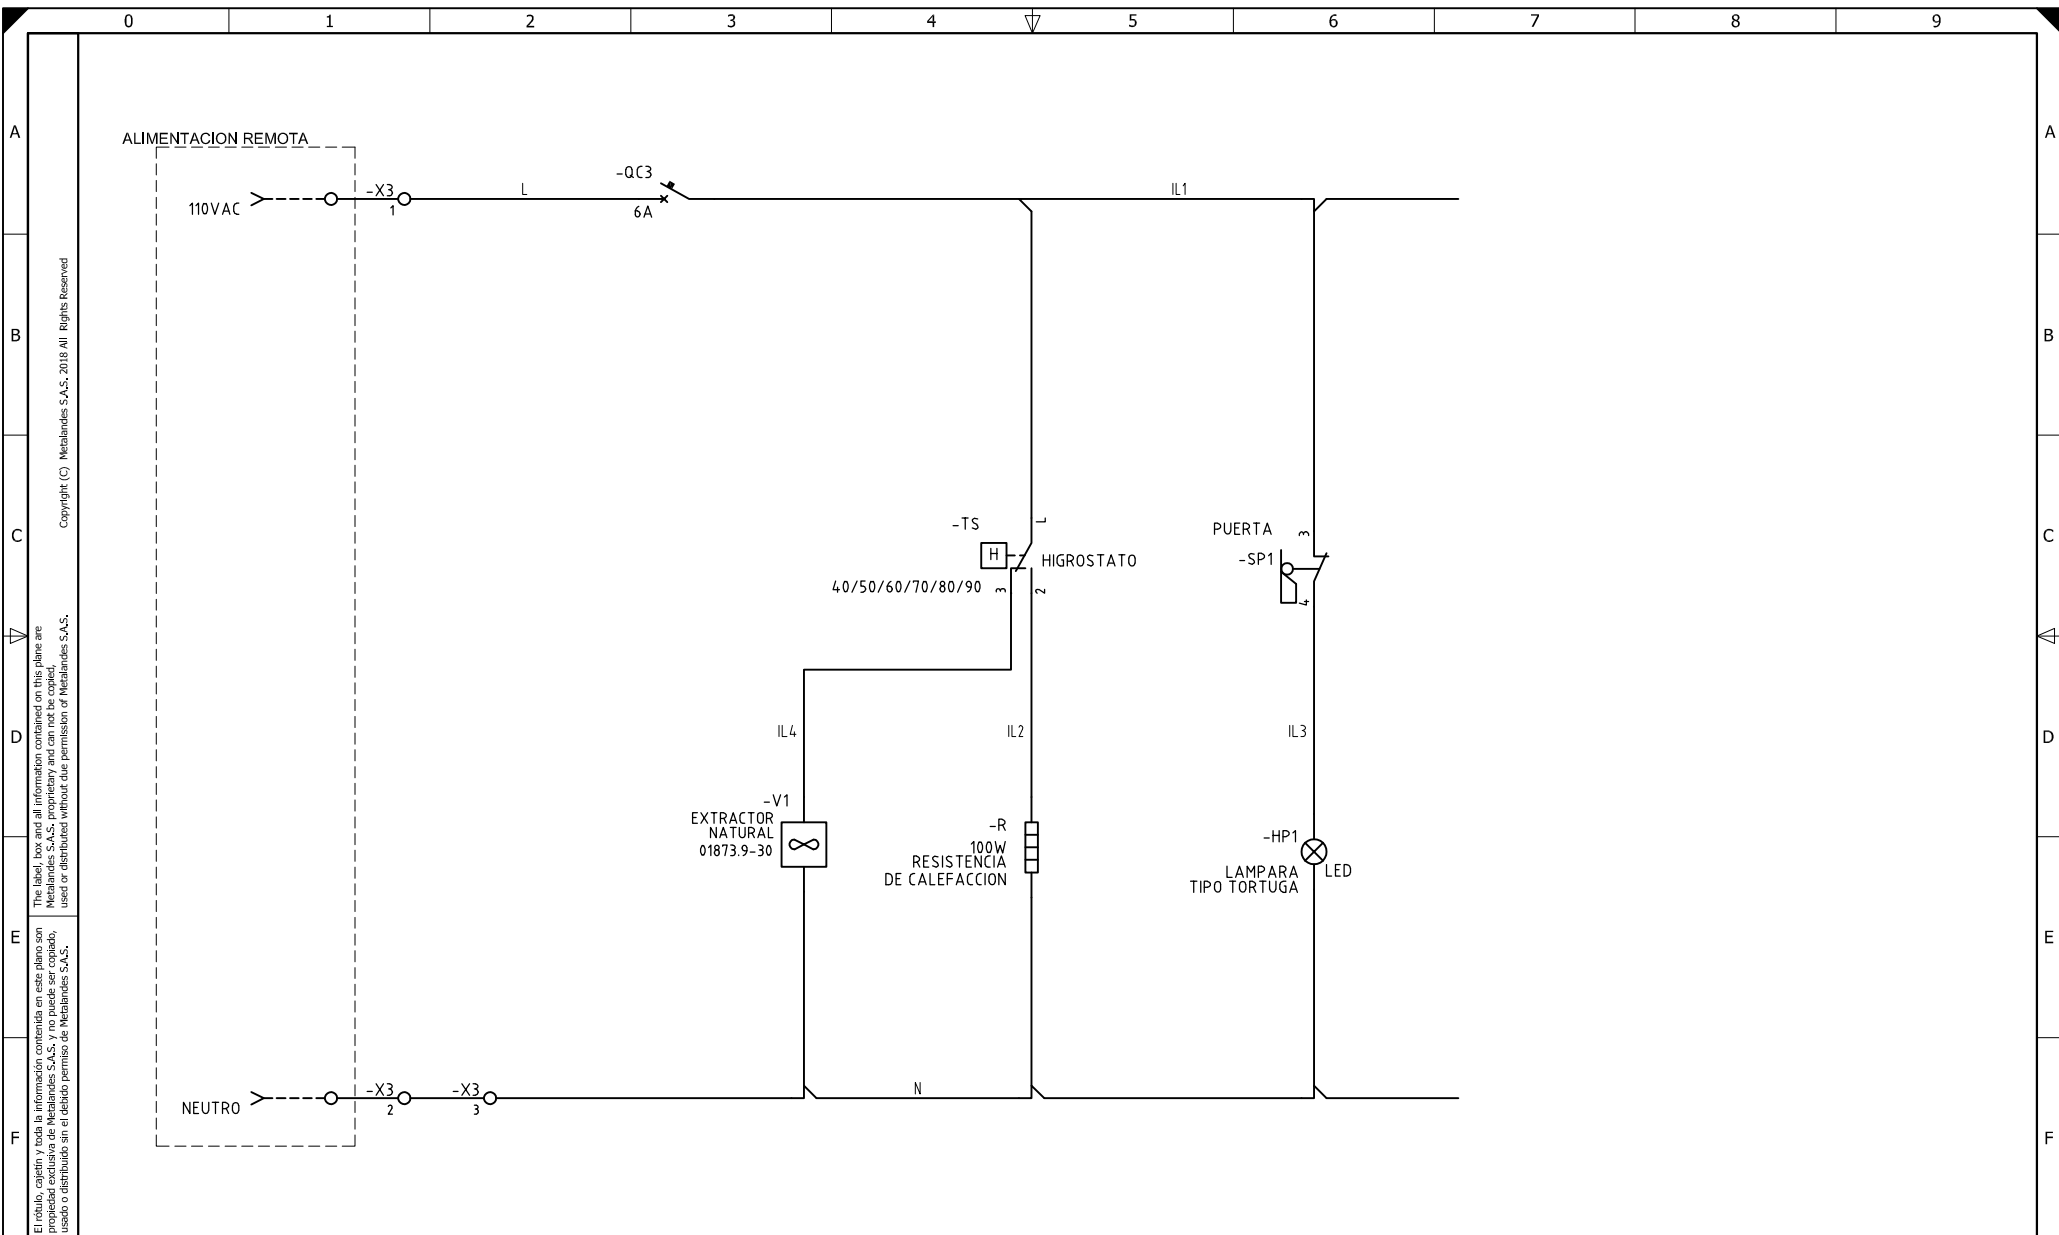 0 1 2 3 4 5 6 7 8 9
A
A
ALIMENTACION REMOTA
-QC3
6A
110VAC
-X3
1
L
IL1
B
B
Copyright (C) Metalandes S.A.S. 2018 All Rights Reserved
C
C
-TS
L
H
HIGROSTATO
40/50/60/70/80/90
3
2
PUERTA
3
-SP1
4
The label, box and all information contained on this plane are
Metalandes S.A.S. proprietary and can not be copied,
used or distributed without due permission of Metalandes S.A.S.
D
D
IL4
IL2
IL3
-V1
EXTRACTOR
NATURAL
01873.9-30
-R
100W
RESISTENCIA
DE CALEFACCION
-HP1
LED
LAMPARA
TIPO TORTUGA
E
E
El rótulo, cajetín y toda la información contenida en este plano son
propiedad exclusiva de Metalandes S.A.S. y no puede ser copiado,
usado o distribuido sin el debido permiso de Metalandes S.A.S.
NEUTRO
-X3
2
-X3
3
N
F
F